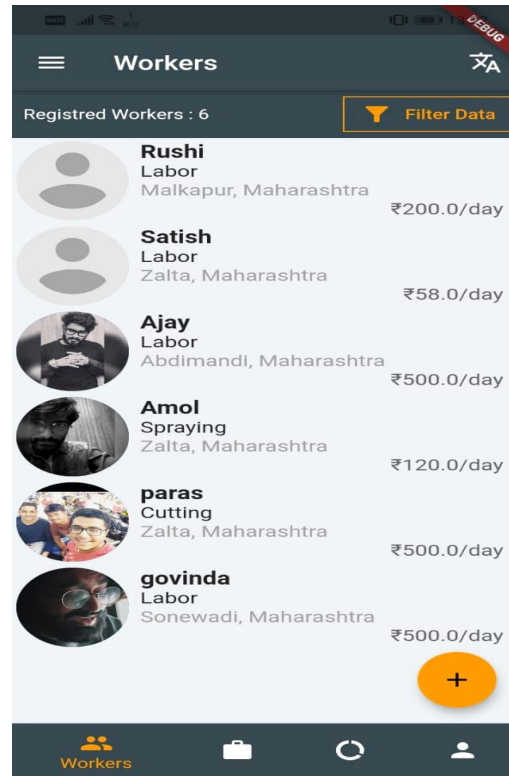 DEBUG
Workers
Registred Workers : 6
Filter Data
Rushi
Labor
Malkapur, Maharashtra
₹200.0/day
Satish
Labor
Zalta, Maharashtra
₹58.0/day
Ajay
Labor
Abdimandi, Maharashtra
₹500.0/day
Amol
Spraying
Zalta, Maharashtra
₹120.0/day
paras
Cutting
Zalta, Maharashtra
₹500.0/day
govinda
Labor
Sonewadi, Maharashtra
₹500.0/day
+
Workers